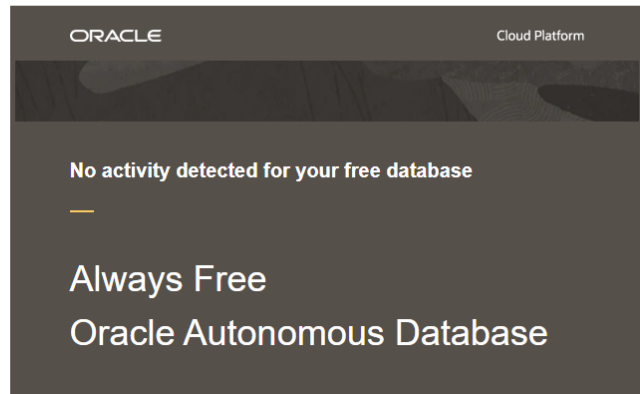 ORACLE
Cloud Platform
No activity detected for your free database
Always Free
Oracle Autonomous Database